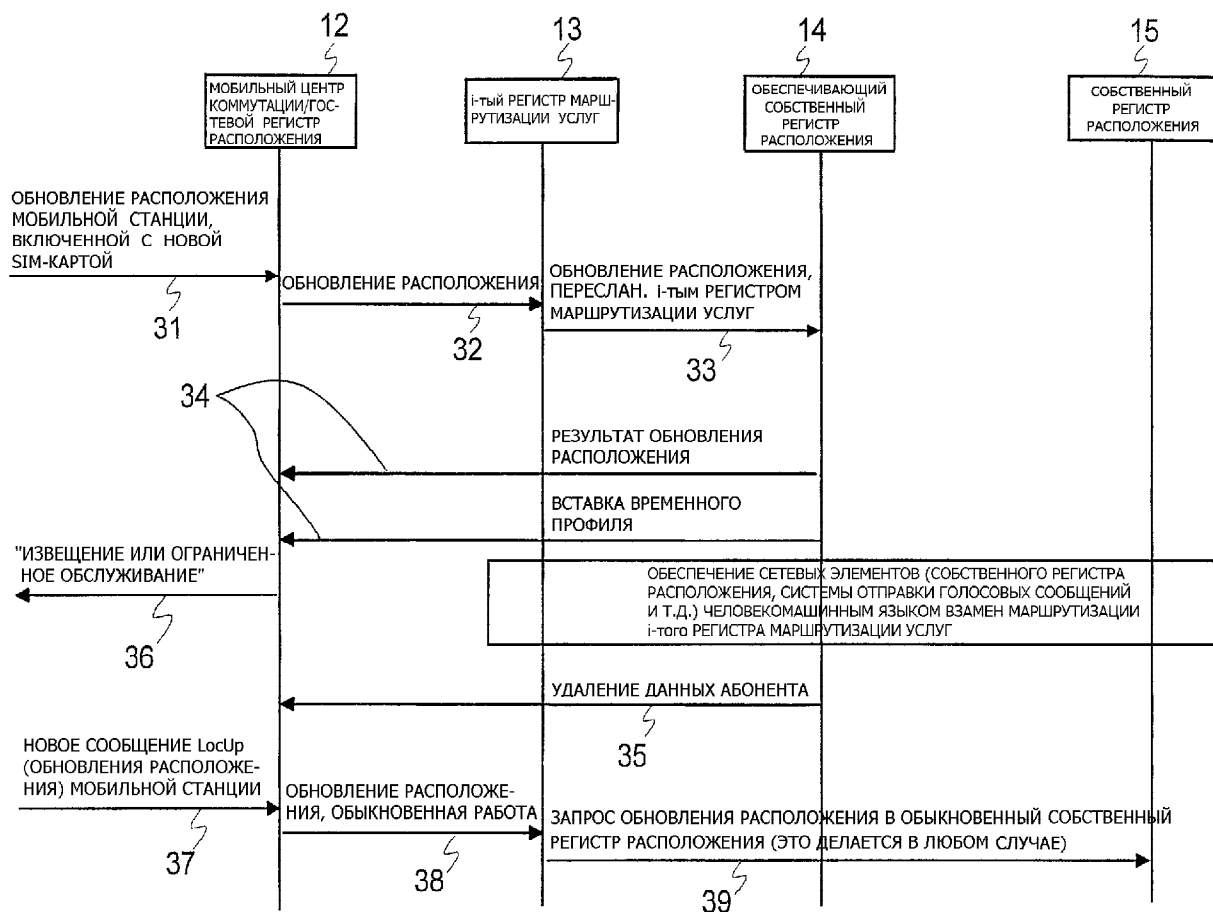 12
13
14
15
МОБИЛЬНЫЙ ЦЕНТР
КОММУТАЦИИ/ГОС-
ТЕВОЙ РЕГИСТР
РАСПОЛОЖЕНИЯ
i-тый РЕГИСТР МАРШ-
РУТИЗАЦИИ УСЛУГ
ОБЕСПЕЧИВАЮЩИЙ
СОБСТВЕННЫЙ
РЕГИСТР
РАСПОЛОЖЕНИЯ
СОБСТВЕННЫЙ
РЕГИСТР
РАСПОЛОЖЕНИЯ
ОБНОВЛЕНИЕ РАСПОЛОЖЕНИЯ
МОБИЛЬНОЙ СТАНЦИИ,
ВКЛЮЧЕННОЙ С НОВОЙ
SIM-КАРТОЙ
31
ОБНОВЛЕНИЕ РАСПОЛОЖЕНИЯ
32
ОБНОВЛЕНИЕ РАСПОЛОЖЕНИЯ,
ПЕРЕСЛАН. i-тым РЕГИСТРОМ
МАРШРУТИЗАЦИИ УСЛУГ
33
34
РЕЗУЛЬТАТ ОБНОВЛЕНИЯ
РАСПОЛОЖЕНИЯ
ВСТАВКА ВРЕМЕННОГО
ПРОФИЛЯ
"ИЗВЕЩЕНИЕ ИЛИ ОГРАНИЧЕН-
НОЕ ОБСЛУЖИВАНИЕ"
36
ОБЕСПЕЧЕНИЕ СЕТЕВЫХ ЭЛЕМЕНТОВ (СОБСТВЕННОГО РЕГИСТРА
РАСПОЛОЖЕНИЯ, СИСТЕМЫ ОТПРАВКИ ГОЛОСОВЫХ СООБЩЕНИЙ
И Т.Д.) ЧЕЛОВЕКОМАШИННЫМ ЯЗЫКОМ ВЗАМЕН МАРШРУТИЗАЦИИ
i-того РЕГИСТРА МАРШРУТИЗАЦИИ УСЛУГ
УДАЛЕНИЕ ДАННЫХ АБОНЕНТА
35
НОВОЕ СООБЩЕНИЕ LocUp
(ОБНОВЛЕНИЯ РАСПОЛОЖЕ-
НИЯ) МОБИЛЬНОЙ СТАНЦИИ
37
ОБНОВЛЕНИЕ РАСПОЛОЖЕ-
НИЯ, ОБЫКНОВЕННАЯ РАБОТА
38
ЗАПРОС ОБНОВЛЕНИЯ РАСПОЛОЖЕНИЯ В ОБЫКНОВЕННЫЙ СОБСТВЕННЫЙ
РЕГИСТР РАСПОЛОЖЕНИЯ (ЭТО ДЕЛАЕТСЯ В ЛЮБОМ СЛУЧАЕ)
39